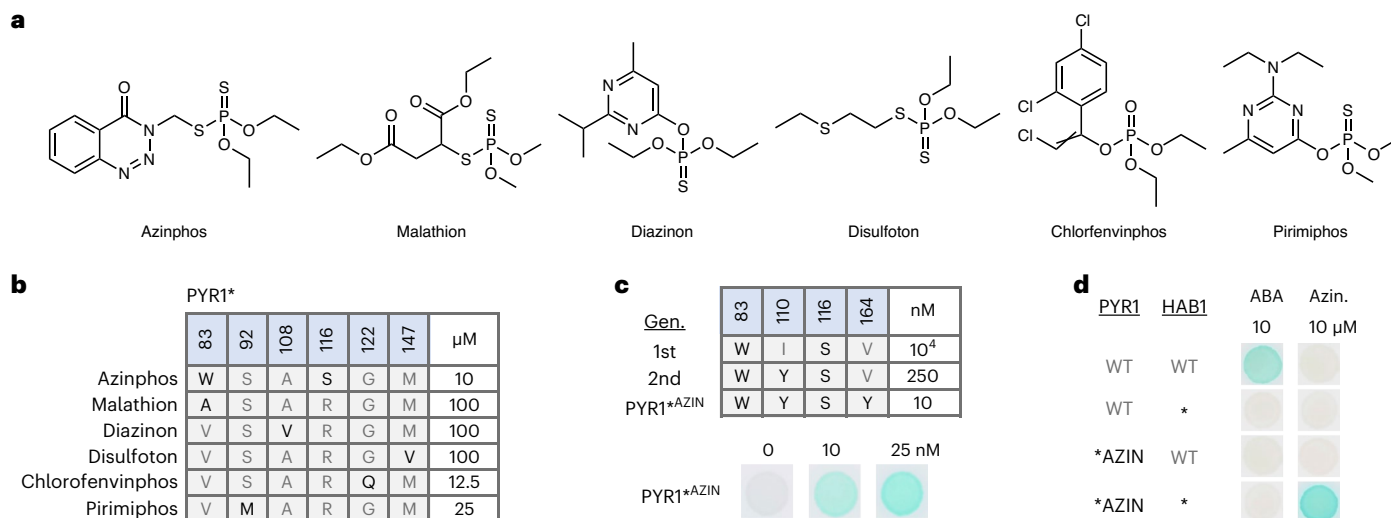 a
O
N
N
N
S
P
S
O
O
Azinphos
O
O
O
O
S
P
S
O
O
Malathion
N
N
O
O
P
O
S
Diazinon
S
S
P
O
O
S
Disulfoton
Cl
Cl
Cl
O
P
O
O
O
Chlorfenvinphos
N
N
N
O
P
S
O
O
Pirimiphos
b
PYR1*
83 92 108 116 122 147 µM
Azinphos W S A S G M 10
Malathion A S A R G M 100
Diazinon V S V R G M 100
Disulfoton V S A R G V 100
Chlorofenvinphos V S A R Q M 12.5
Pirimiphos V M A R G M 25
c
Gen. 83 110 116 164 nM
1st W I S V 10⁴
2nd W Y S V 250
PYR1*ᴬᶻᴵᴺ W Y S Y 10
0 10 25 nM
PYR1*ᴬᶻᴵᴺ
d
PYR1 HAB1 ABA Azin.
10 10 µM
WT WT
WT *
*AZIN WT
*AZIN *